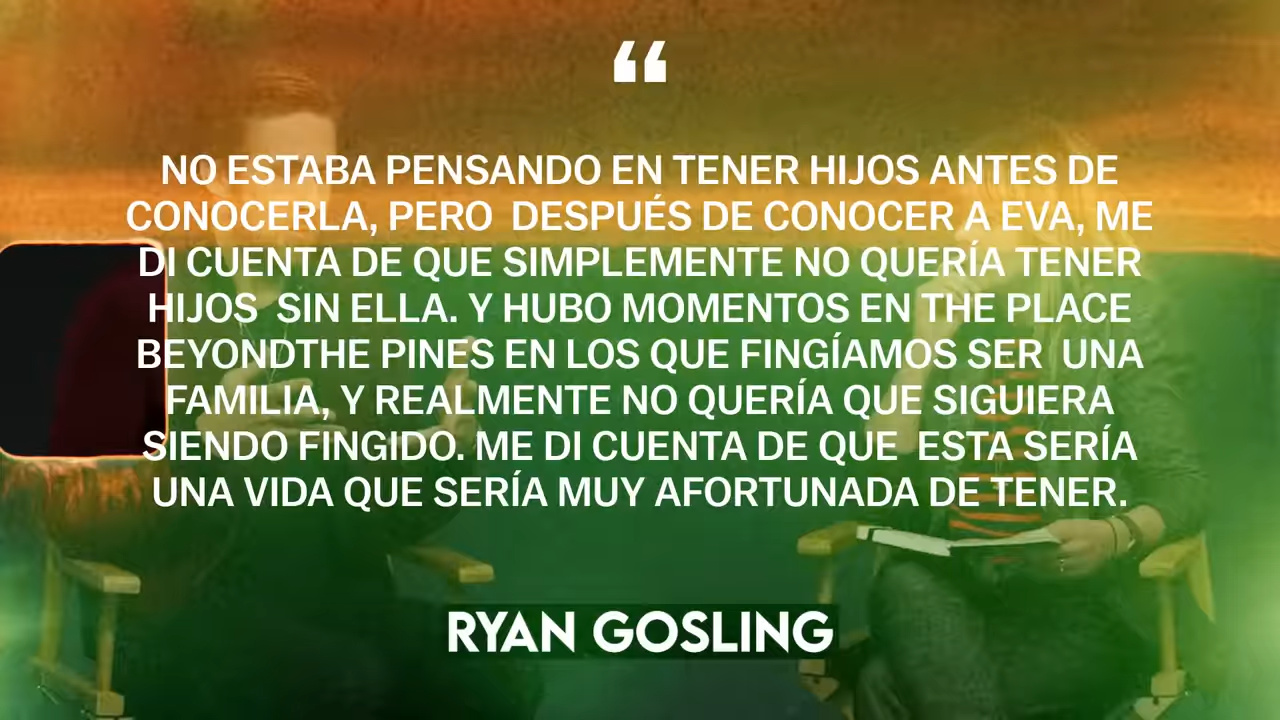 “
NO ESTABA PENSANDO EN TENER HIJOS ANTES DE
CONOCERLA, PERO  DESPUÉS DE CONOCER A EVA, ME
DI CUENTA DE QUE SIMPLEMENTE NO QUERÍA TENER
HIJOS  SIN ELLA. Y HUBO MOMENTOS EN THE PLACE
BEYONDTHE PINES EN LOS QUE FINGÍAMOS SER  UNA
FAMILIA, Y REALMENTE NO QUERÍA QUE SIGUIERA
SIENDO FINGIDO. ME DI CUENTA DE QUE  ESTA SERÍA
UNA VIDA QUE SERÍA MUY AFORTUNADA DE TENER.
RYAN GOSLING